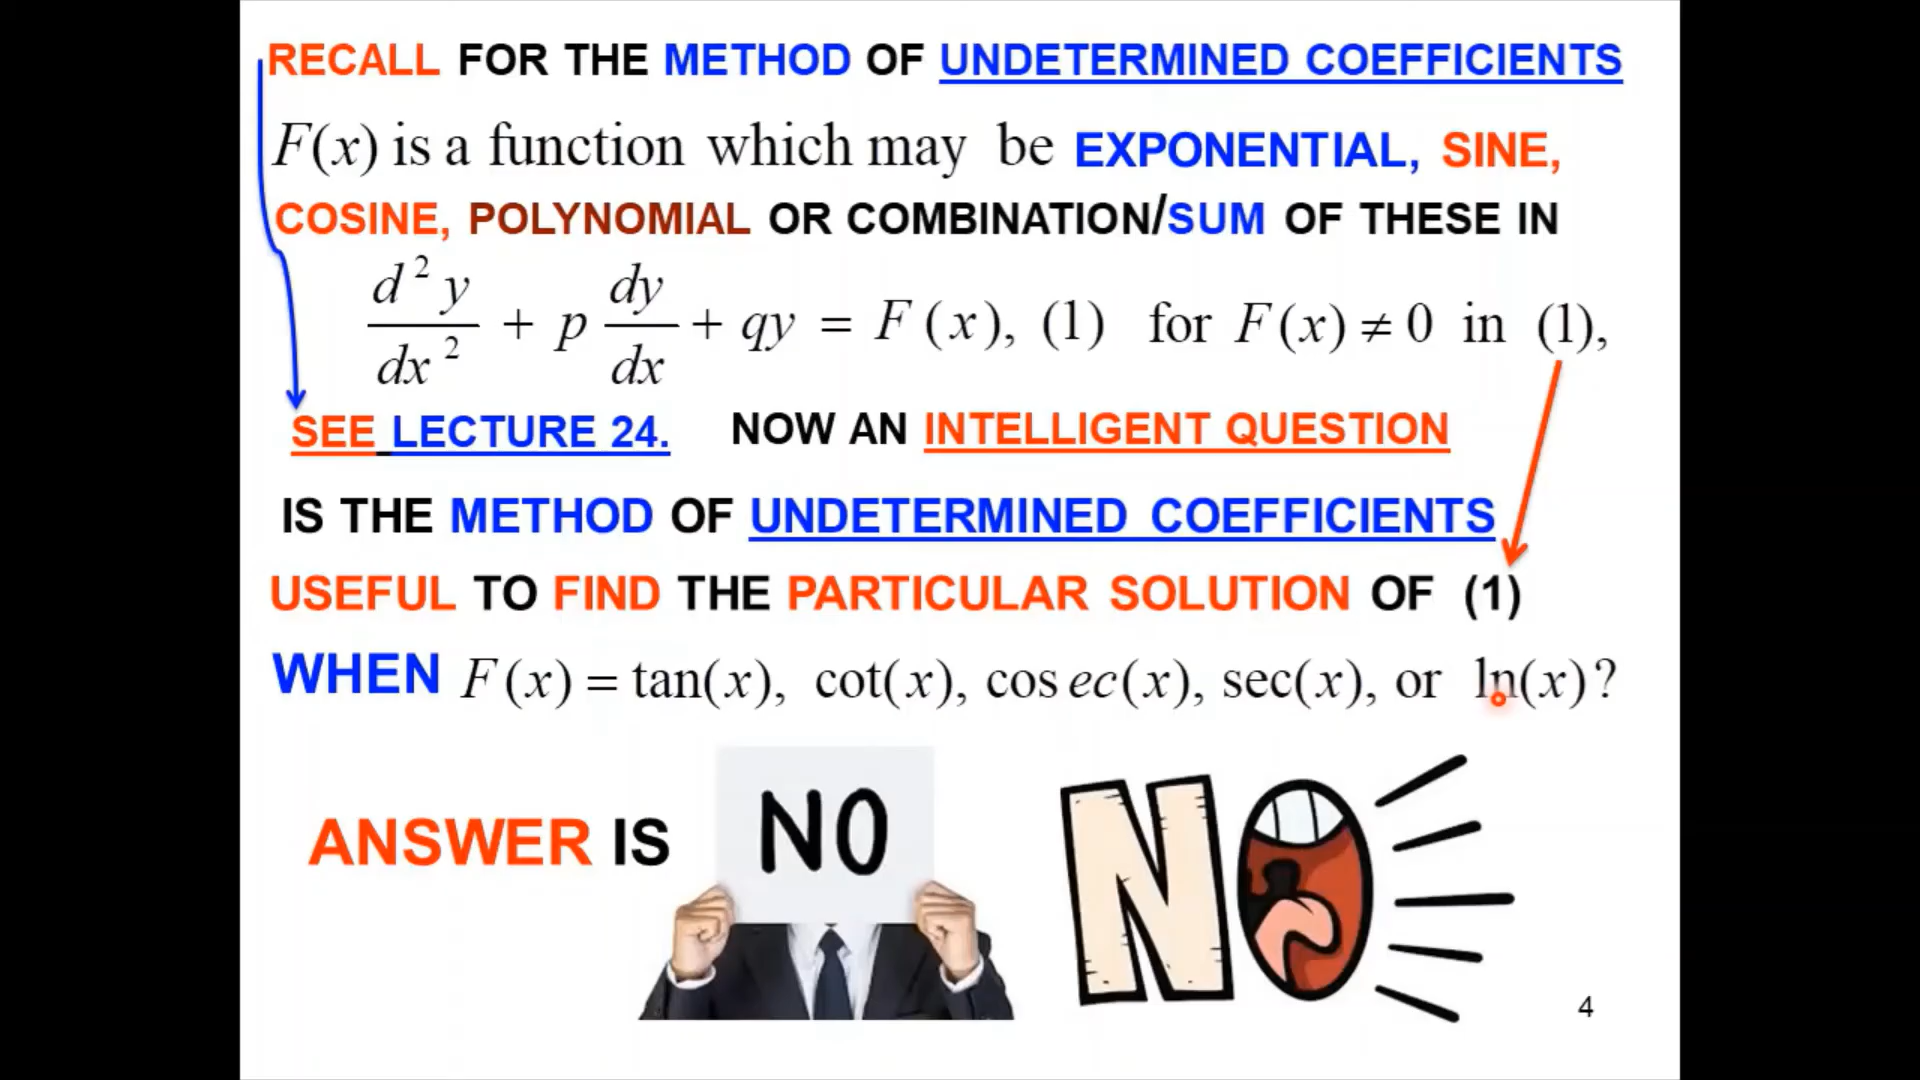 RECALL FOR THE METHOD OF UNDETERMINED COEFFICIENTS
F(x) is a function which may be EXPONENTIAL, SINE,
COSINE, POLYNOMIAL OR COMBINATION/SUM OF THESE IN
d²y/dx² + p dy/dx + qy = F(x), (1) for F(x) ≠ 0 in (1),
SEE LECTURE 24. NOW AN INTELLIGENT QUESTION
IS THE METHOD OF UNDETERMINED COEFFICIENTS
USEFUL TO FIND THE PARTICULAR SOLUTION OF (1)
WHEN F(x) = tan(x), cot(x), cos ec(x), sec(x), or ln(x)?
ANSWER IS NO NO
4